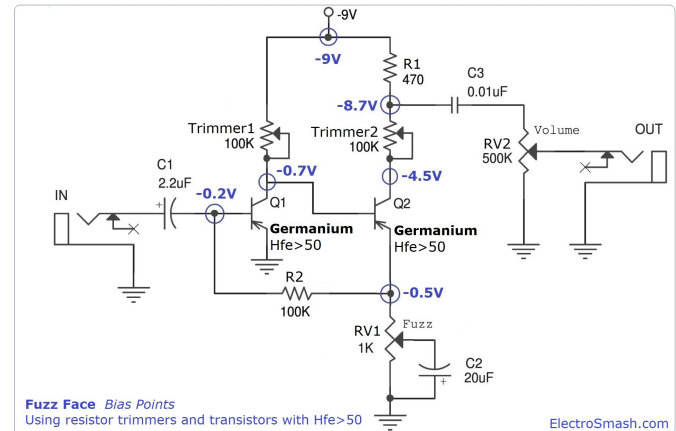 -9V
-9V
R1
470
C3
0.01uF
-8.7V
Trimmer1
100K
Trimmer2
100K
Volume
OUT
RV2
500K
C1
2.2uF
-0.7V
-4.5V
IN
-0.2V
+
Q1
Q2
Germanium
Hfe>50
Germanium
Hfe>50
R2
100K
-0.5V
RV1
1K
Fuzz
C2
20uF
+
Fuzz Face Bias Points
Using resistor trimmers and transistors with Hfe>50
ElectroSmash.com